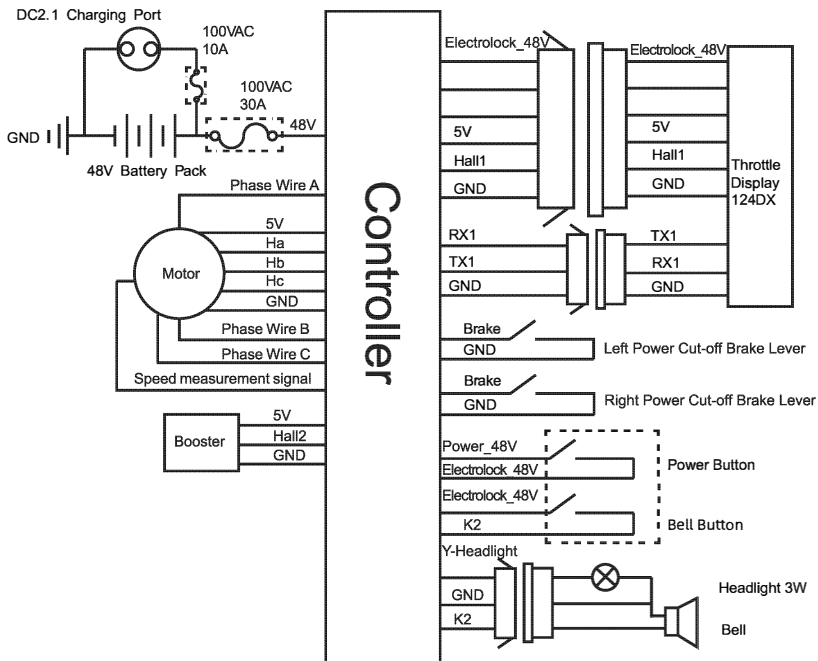 DC2.1 Charging Port
100VAC
10A
100VAC
30A
48V
GND
48V Battery Pack
Phase Wire A
5V
Ha
Hb
Hc
GND
Motor
Phase Wire B
Phase Wire C
Speed measurement signal
Booster
5V
Hall2
GND
Controller
Electrolock_48V
5V
Hall1
GND
Electrolock_48V
5V
Hall1
GND
Throttle
Display
124DX
RX1
TX1
GND
TX1
RX1
GND
Brake
GND
Left Power Cut-off Brake Lever
Brake
GND
Right Power Cut-off Brake Lever
Power_48V
Electrolock_48V
Power Button
Electrolock_48V
K2
Bell Button
Y-Headlight
GND
K2
Headlight 3W
Bell